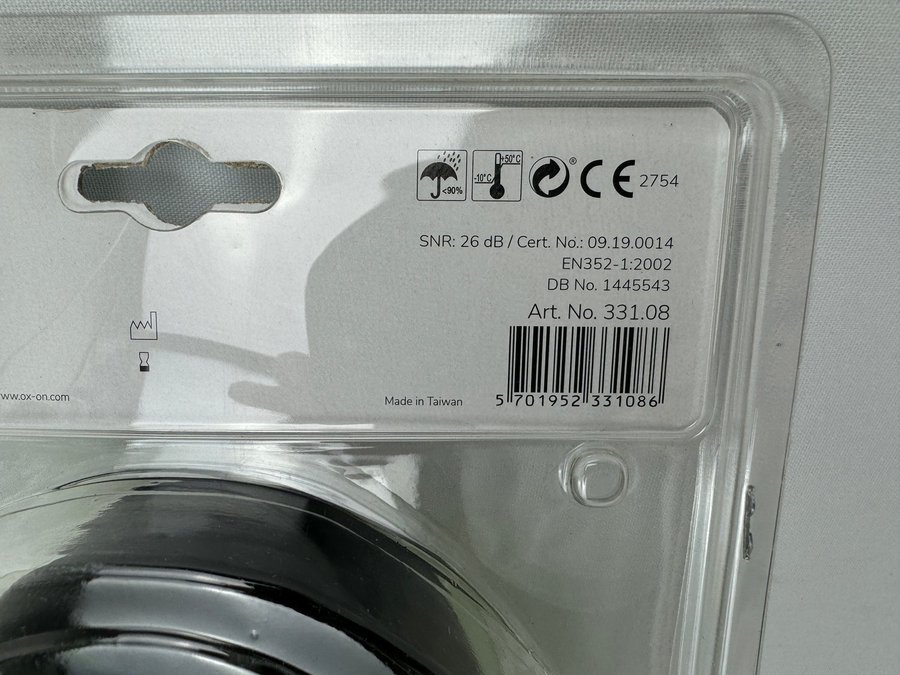 <90%
+50°C
-10°C
®
CE 2754
SNR: 26 dB / Cert. No.: 09.19.0014
EN352-1:2002
DB No. 1445543
Art. No. 331.08
5 701952 331086
Made in Taiwan
www.ox-on.com